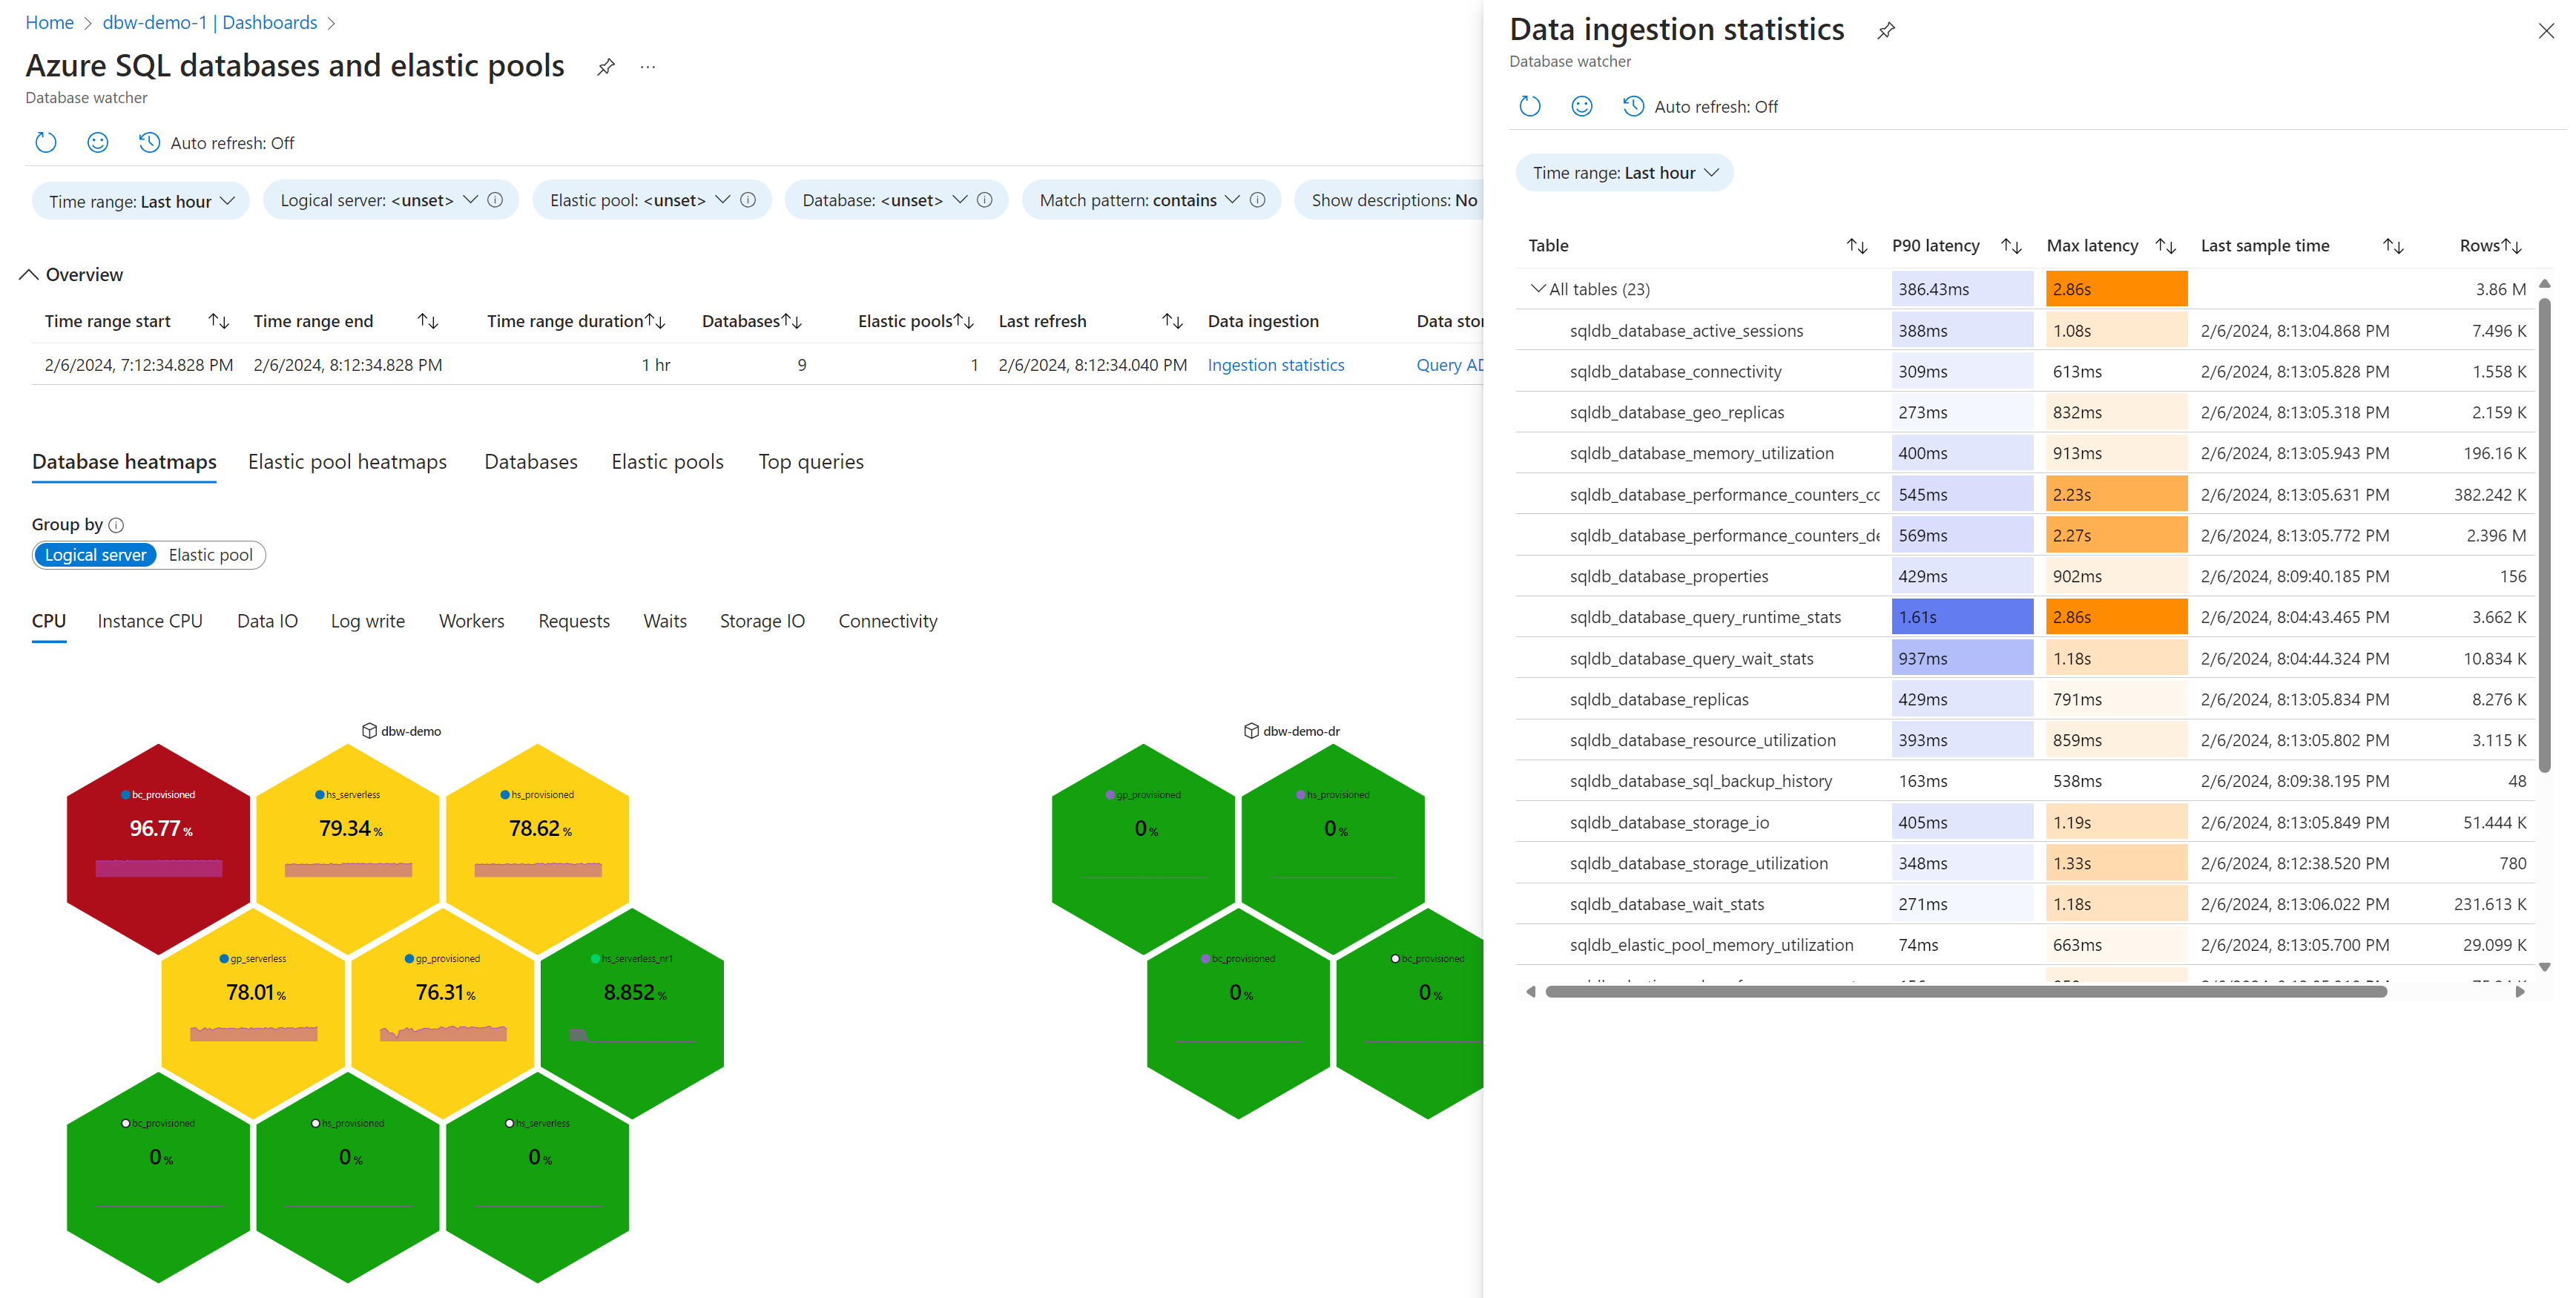 Home > dbw-demo-1 | Dashboards >
Azure SQL databases and elastic pools
Database watcher
Auto refresh: Off
Time range: Last hour
Logical server: <unset>
Elastic pool: <unset>
Database: <unset>
Match pattern: contains
Show descriptions: No
Overview
Time range start Time range end Time range duration Databases Elastic pools Last refresh Data ingestion
2/6/2024, 7:12:34.828 PM 2/6/2024, 8:12:34.828 PM 1 hr 9 1 2/6/2024, 8:12:34.040 PM Ingestion statistics Query
Database heatmaps Elastic pool heatmaps Databases Elastic pools Top queries
Group by
Logical server Elastic pool
CPU Instance CPU Data IO Log write Workers Requests Waits Storage IO Connectivity
dbw-demo
bc_provisioned
96.77 %
hs_serverless
79.34 %
hs_provisioned
78.62 %
gp_serverless
78.01 %
gp_provisioned
76.31 %
hs_serverless_nr1
8.852 %
bc_provisioned
0 %
hs_provisioned
0 %
hs_serverless
0 %
dbw-demo-dr
gp_provisioned
0 %
hs_provisioned
0 %
bc_provisioned
0 %
bc_provisioned
0 %
Data ingestion statistics
Database watcher
Auto refresh: Off
Time range: Last hour
Table P90 latency Max latency Last sample time Rows
All tables (23) 386.43ms 2.86s 3.86 M
sqldb_database_active_sessions 388ms 1.08s 2/6/2024, 8:13:04.868 PM 7.496 K
sqldb_database_connectivity 309ms 613ms 2/6/2024, 8:13:05.828 PM 1.558 K
sqldb_database_geo_replicas 273ms 832ms 2/6/2024, 8:13:05.318 PM 2.159 K
sqldb_database_memory_utilization 400ms 913ms 2/6/2024, 8:13:05.943 PM 196.16 K
sqldb_database_performance_counters_cc 545ms 2.23s 2/6/2024, 8:13:05.631 PM 382.242 K
sqldb_database_performance_counters_de 569ms 2.27s 2/6/2024, 8:13:05.772 PM 2.396 M
sqldb_database_properties 429ms 902ms 2/6/2024, 8:09:40.185 PM 156
sqldb_database_query_runtime_stats 1.61s 2.86s 2/6/2024, 8:04:43.465 PM 3.662 K
sqldb_database_query_wait_stats 937ms 1.18s 2/6/2024, 8:04:44.324 PM 10.834 K
sqldb_database_replicas 429ms 791ms 2/6/2024, 8:13:05.834 PM 8.276 K
sqldb_database_resource_utilization 393ms 859ms 2/6/2024, 8:13:05.802 PM 3.115 K
sqldb_database_sql_backup_history 163ms 538ms 2/6/2024, 8:09:38.195 PM 48
sqldb_database_storage_io 405ms 1.19s 2/6/2024, 8:13:05.849 PM 51.444 K
sqldb_database_storage_utilization 348ms 1.33s 2/6/2024, 8:12:38.520 PM 780
sqldb_database_wait_stats 271ms 1.18s 2/6/2024, 8:13:06.022 PM 231.613 K
sqldb_elastic_pool_memory_utilization 74ms 663ms 2/6/2024, 8:13:05.700 PM 29.099 K